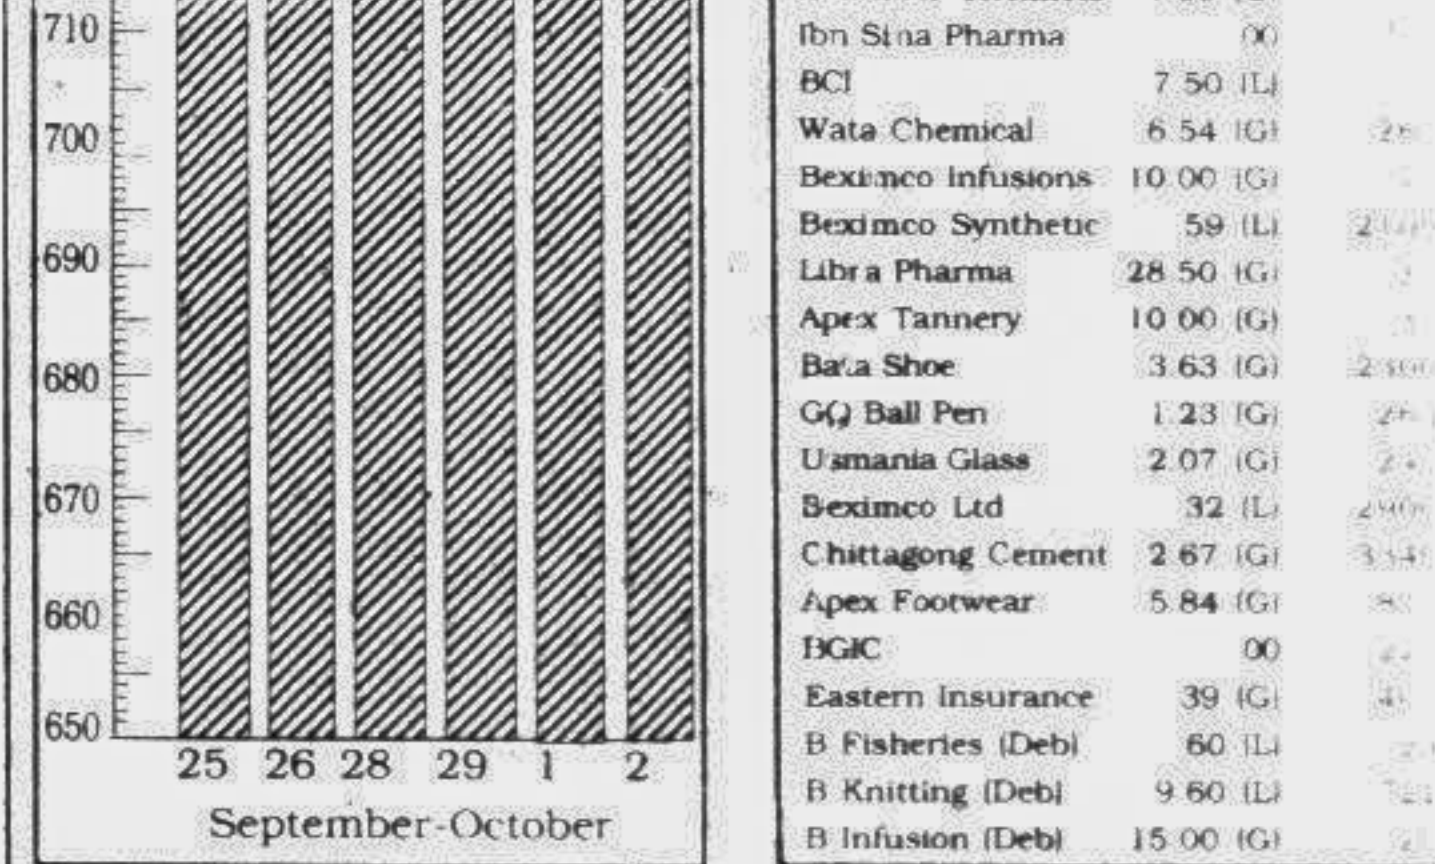 710
700
690
680
670
660
650
25 26 28 29 1 2
September-October
Ibn Sina Pharma 00
BCI 7 50 (L)
Wata Chemical 6 54 (G)
Beximco Infusions 10 00 (G)
Beximco Synthetic 59 (L)
Libra Pharma 28 50 (G)
Apex Tannery 10 00 (G)
Bata Shoe 3 63 (G)
GQ Ball Pen 1.23 (G)
Usmania Glass 2 07 (G)
Beximco Ltd 32 (L)
Chittagong Cement 2 67 (G)
Apex Footwear 5 84 (G)
BGIC 00
Eastern Insurance 39 (G)
B Fisheries (Deb) 60 (L)
B Knitting (Deb) 9 60 (L)
B Infusion (Deb) 15 00 (G)